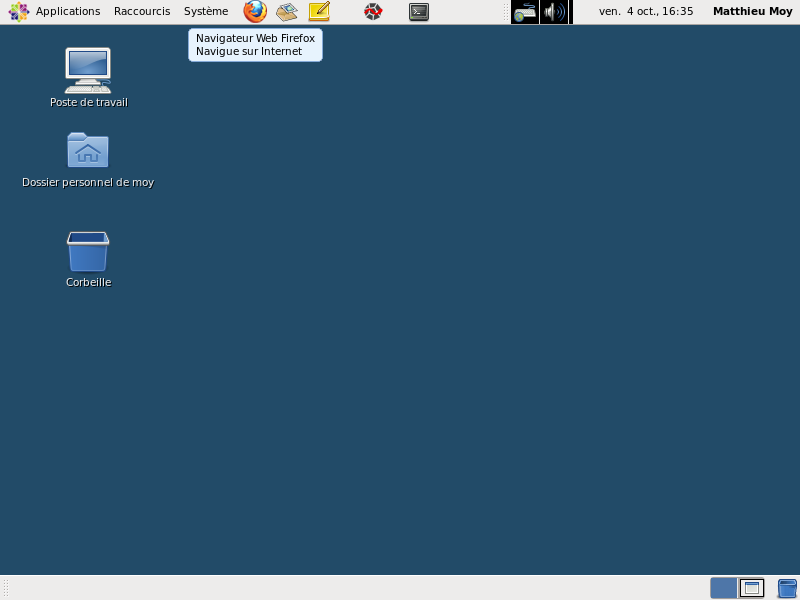 Applications Raccourcis Système ven. 4 oct., 16:35 Matthieu Moy
Navigateur Web Firefox
Navigue sur Internet
Poste de travail
Dossier personnel de moy
Corbeille